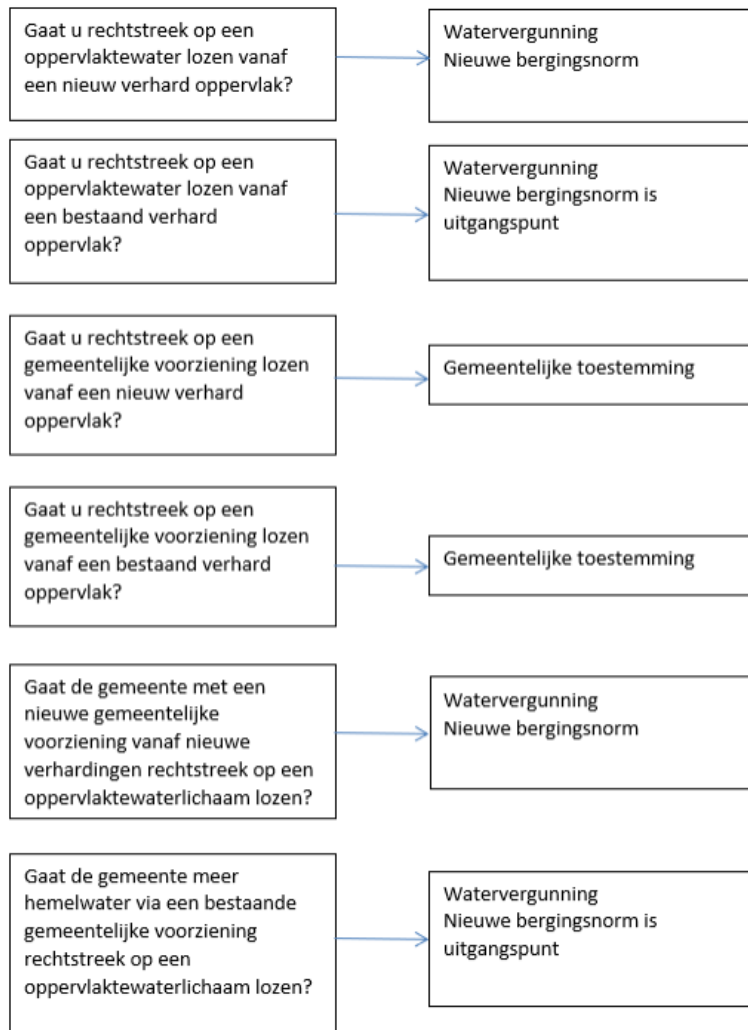 Gaat u rechtstreek op een
oppervlaktewater lozen vanaf
een nieuw verhard oppervlak?
Watervergunning
Nieuwe bergingsnorm
Gaat u rechtstreek op een
oppervlaktewater lozen vanaf
een bestaand verhard
oppervlak?
Watervergunning
Nieuwe bergingsnorm is
uitgangspunt
Gaat u rechtstreek op een
gemeentelijke voorziening lozen
vanaf een nieuw verhard
oppervlak?
Gemeentelijke toestemming
Gaat u rechtstreek op een
gemeentelijke voorziening lozen
vanaf een bestaand verhard
oppervlak?
Gemeentelijke toestemming
Gaat de gemeente met een
nieuwe gemeentelijke
voorziening vanaf nieuwe
verhardingen rechtstreek op een
oppervlaktewaterlichaam lozen?
Watervergunning
Nieuwe bergingsnorm
Gaat de gemeente meer
hemelwater via een bestaande
gemeentelijke voorziening
rechtstreek op een
oppervlaktewaterlichaam lozen?
Watervergunning
Nieuwe bergingsnorm is
uitgangspunt